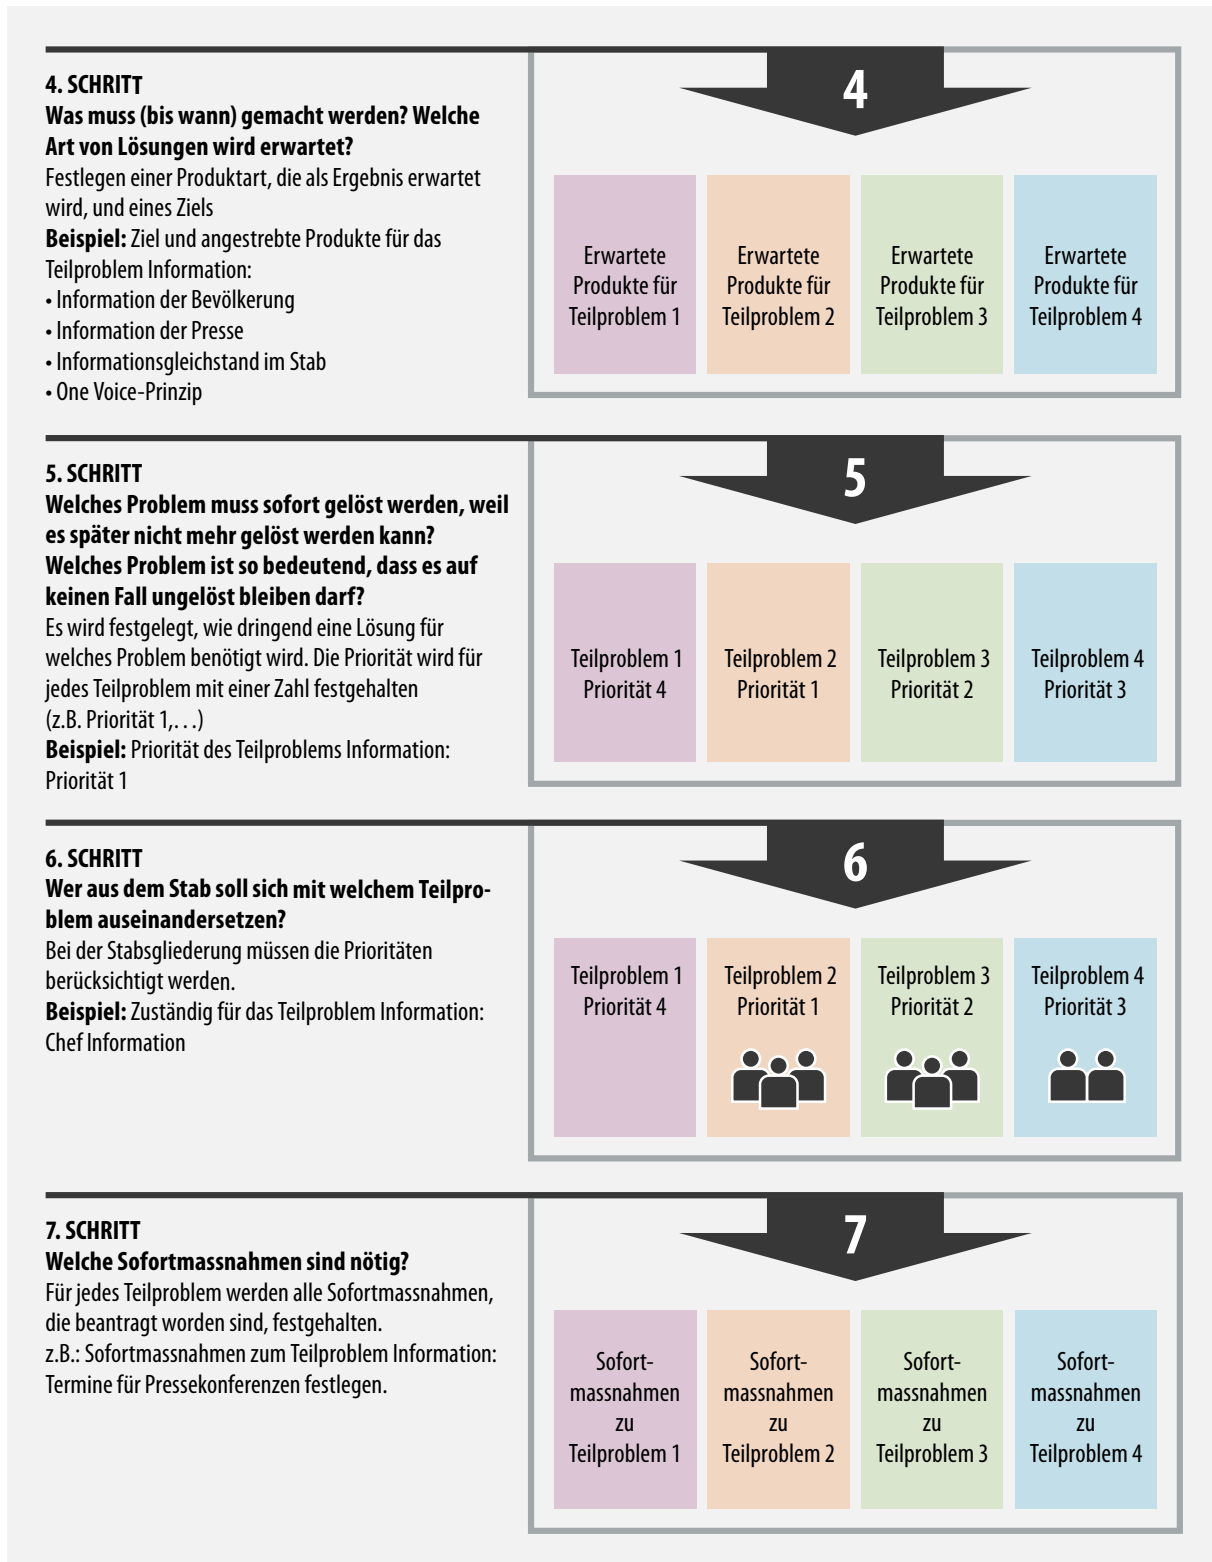 4. SCHRITT
Was muss (bis wann) gemacht werden? Welche
Art von Lösungen wird erwartet?
Festlegen einer Produktart, die als Ergebnis erwartet
wird, und eines Ziels
Beispiel: Ziel und angestrebte Produkte für das
Teilproblem Information:
• Information der Bevölkerung
• Information der Presse
• Informationsgleichstand im Stab
• One Voice-Prinzip
4
Erwartete
Produkte für
Teilproblem 1
Erwartete
Produkte für
Teilproblem 2
Erwartete
Produkte für
Teilproblem 3
Erwartete
Produkte für
Teilproblem 4
5. SCHRITT
Welches Problem muss sofort gelöst werden, weil
es später nicht mehr gelöst werden kann?
Welches Problem ist so bedeutend, dass es auf
keinen Fall ungelöst bleiben darf?
Es wird festgelegt, wie dringend eine Lösung für
welches Problem benötigt wird. Die Priorität wird für
jedes Teilproblem mit einer Zahl festgehalten
(z.B. Priorität 1,. . .)
Beispiel: Priorität des Teilproblems Information:
Priorität 1
5
Teilproblem 1
Priorität 4
Teilproblem 2
Priorität 1
Teilproblem 3
Priorität 2
Teilproblem 4
Priorität 3
6. SCHRITT
Wer aus dem Stab soll sich mit welchem Teilpro-
blem auseinandersetzen?
Bei der Stabsgliederung müssen die Prioritäten
berücksichtigt werden.
Beispiel: Zuständig für das Teilproblem Information:
Chef Information
6
Teilproblem 1
Priorität 4
Teilproblem 2
Priorität 1
Teilproblem 3
Priorität 2
Teilproblem 4
Priorität 3
7. SCHRITT
Welche Sofortmassnahmen sind nötig?
Für jedes Teilproblem werden alle Sofortmassnahmen,
die beantragt worden sind, festgehalten.
z.B.: Sofortmassnahmen zum Teilproblem Information:
Termine für Pressekonferenzen festlegen.
7
Sofort-
massnahmen
zu
Teilproblem 1
Sofort-
massnahmen
zu
Teilproblem 2
Sofort-
massnahmen
zu
Teilproblem 3
Sofort-
massnahmen
zu
Teilproblem 4